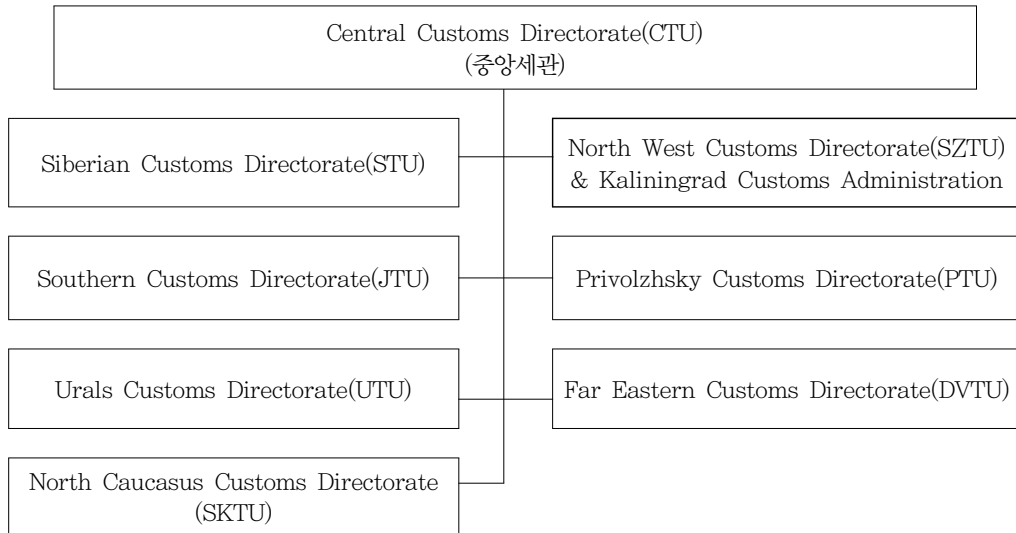 Central Customs Directorate(CTU)
(중앙세관)
Siberian Customs Directorate(STU)
North West Customs Directorate(SZTU)
& Kaliningrad Customs Administration
Southern Customs Directorate(JTU)
Privolzhsky Customs Directorate(PTU)
Urals Customs Directorate(UTU)
Far Eastern Customs Directorate(DVTU)
North Caucasus Customs Directorate
(SKTU)